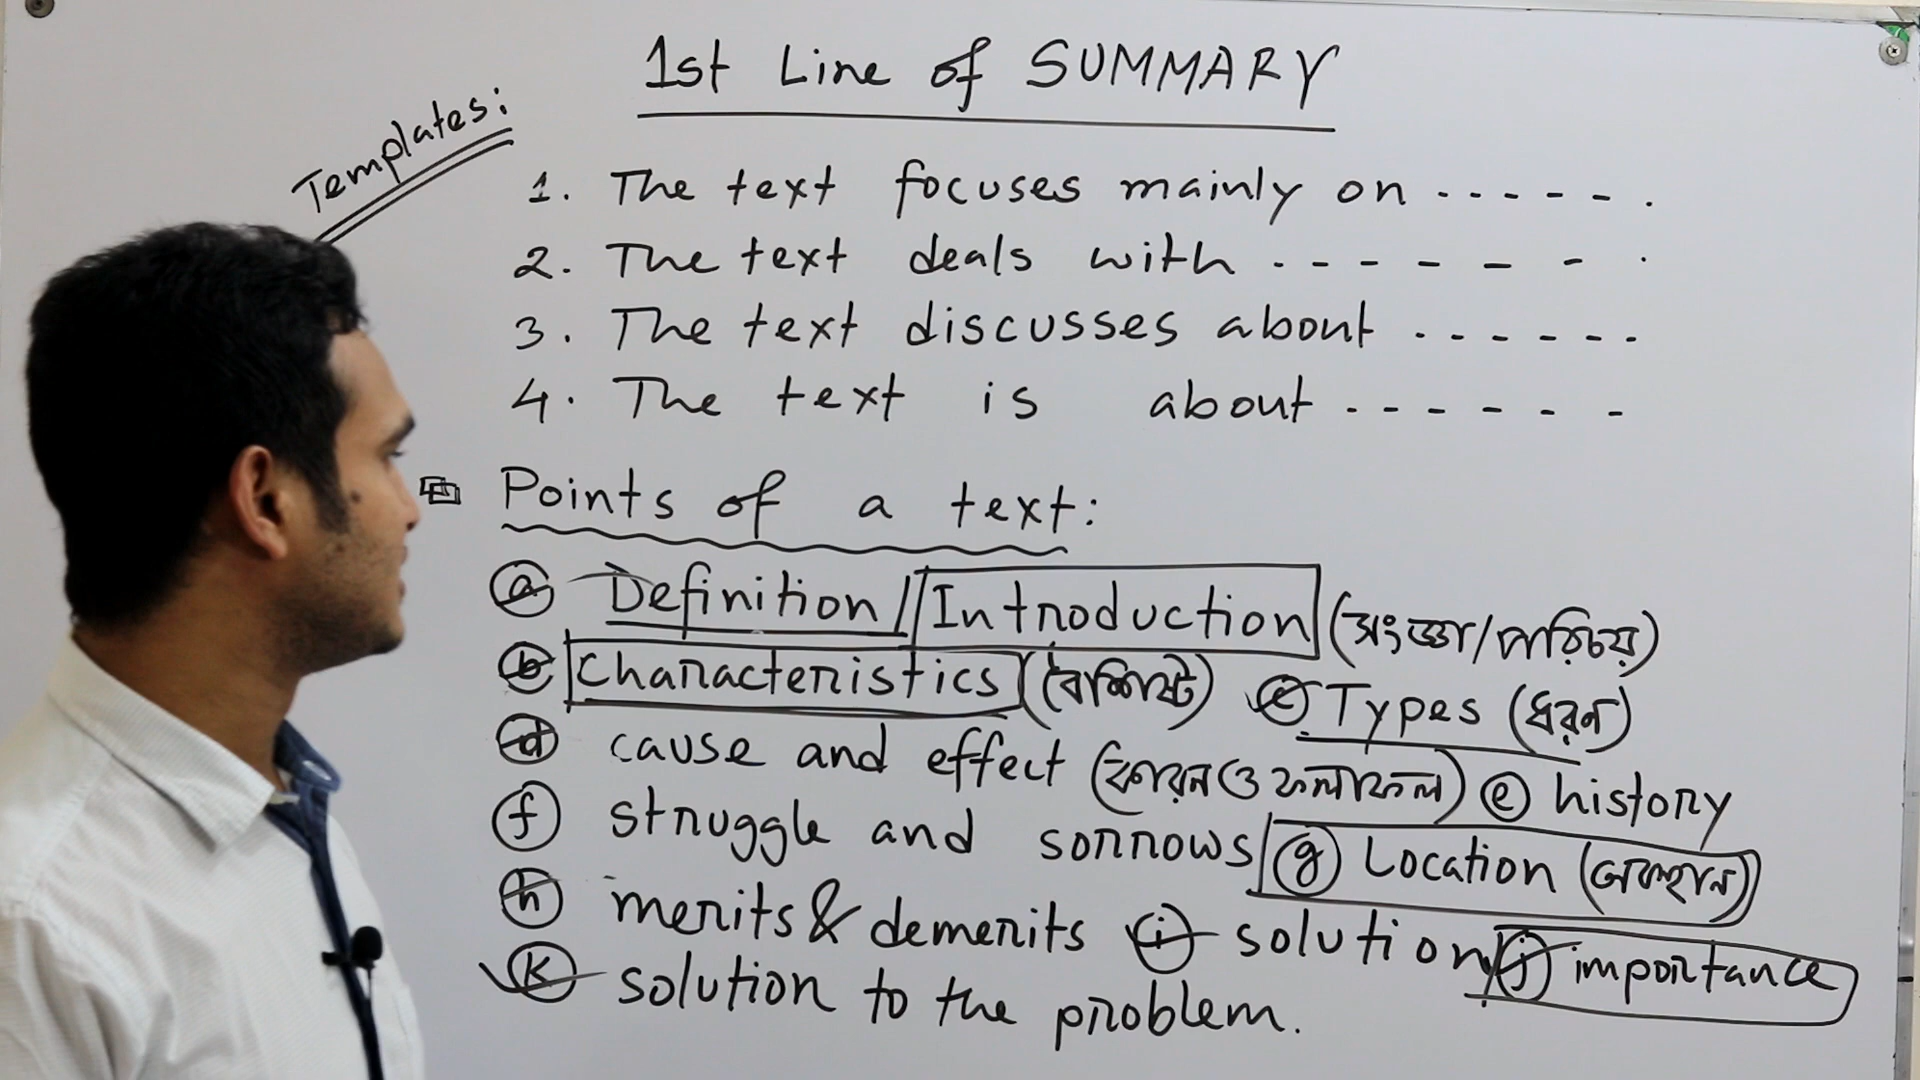 1st Line of SUMMARY
Templates:
1. The text focuses mainly on ------.
2. The text deals with ------- .
3. The text discusses about ------.
4. The text is about ------
Points of a text:
ⓐ Definition / Introduction (সংজ্ঞা/পরিচয়)
ⓑ Characteristics (বৈশিষ্ট) ⓒ Types (ধরন)
ⓓ cause and effect (কারন ও ফলাফল) ⓔ history
ⓕ struggle and sorrows ⓖ Location (অবস্থান)
ⓗ merits & demerits ⓘ solution ⓙ importance
ⓚ solution to the problem.